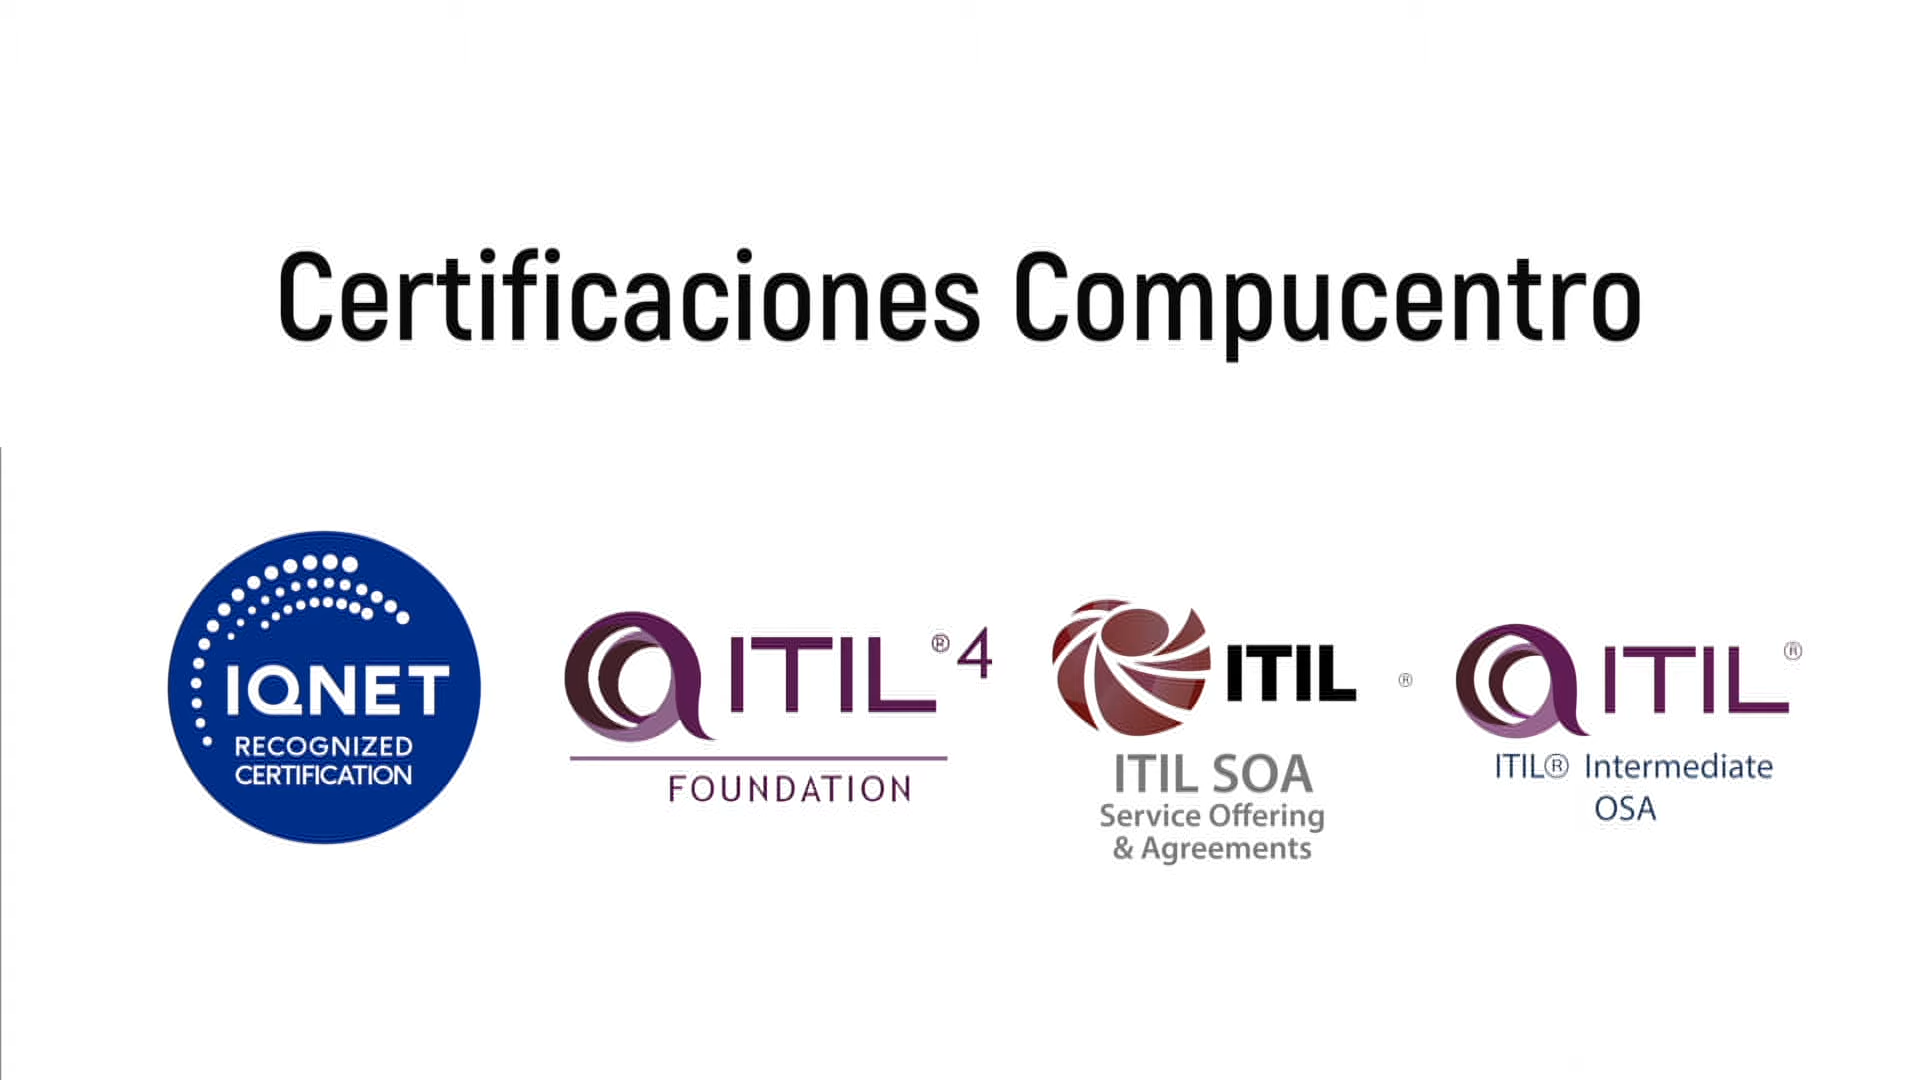 Certificaciones Compucentro
IQNET
RECOGNIZED
CERTIFICATION
ITIL®4
FOUNDATION
ITIL ®
ITIL SOA
Service Offering
& Agreements
ITIL®
ITIL® Intermediate
OSA